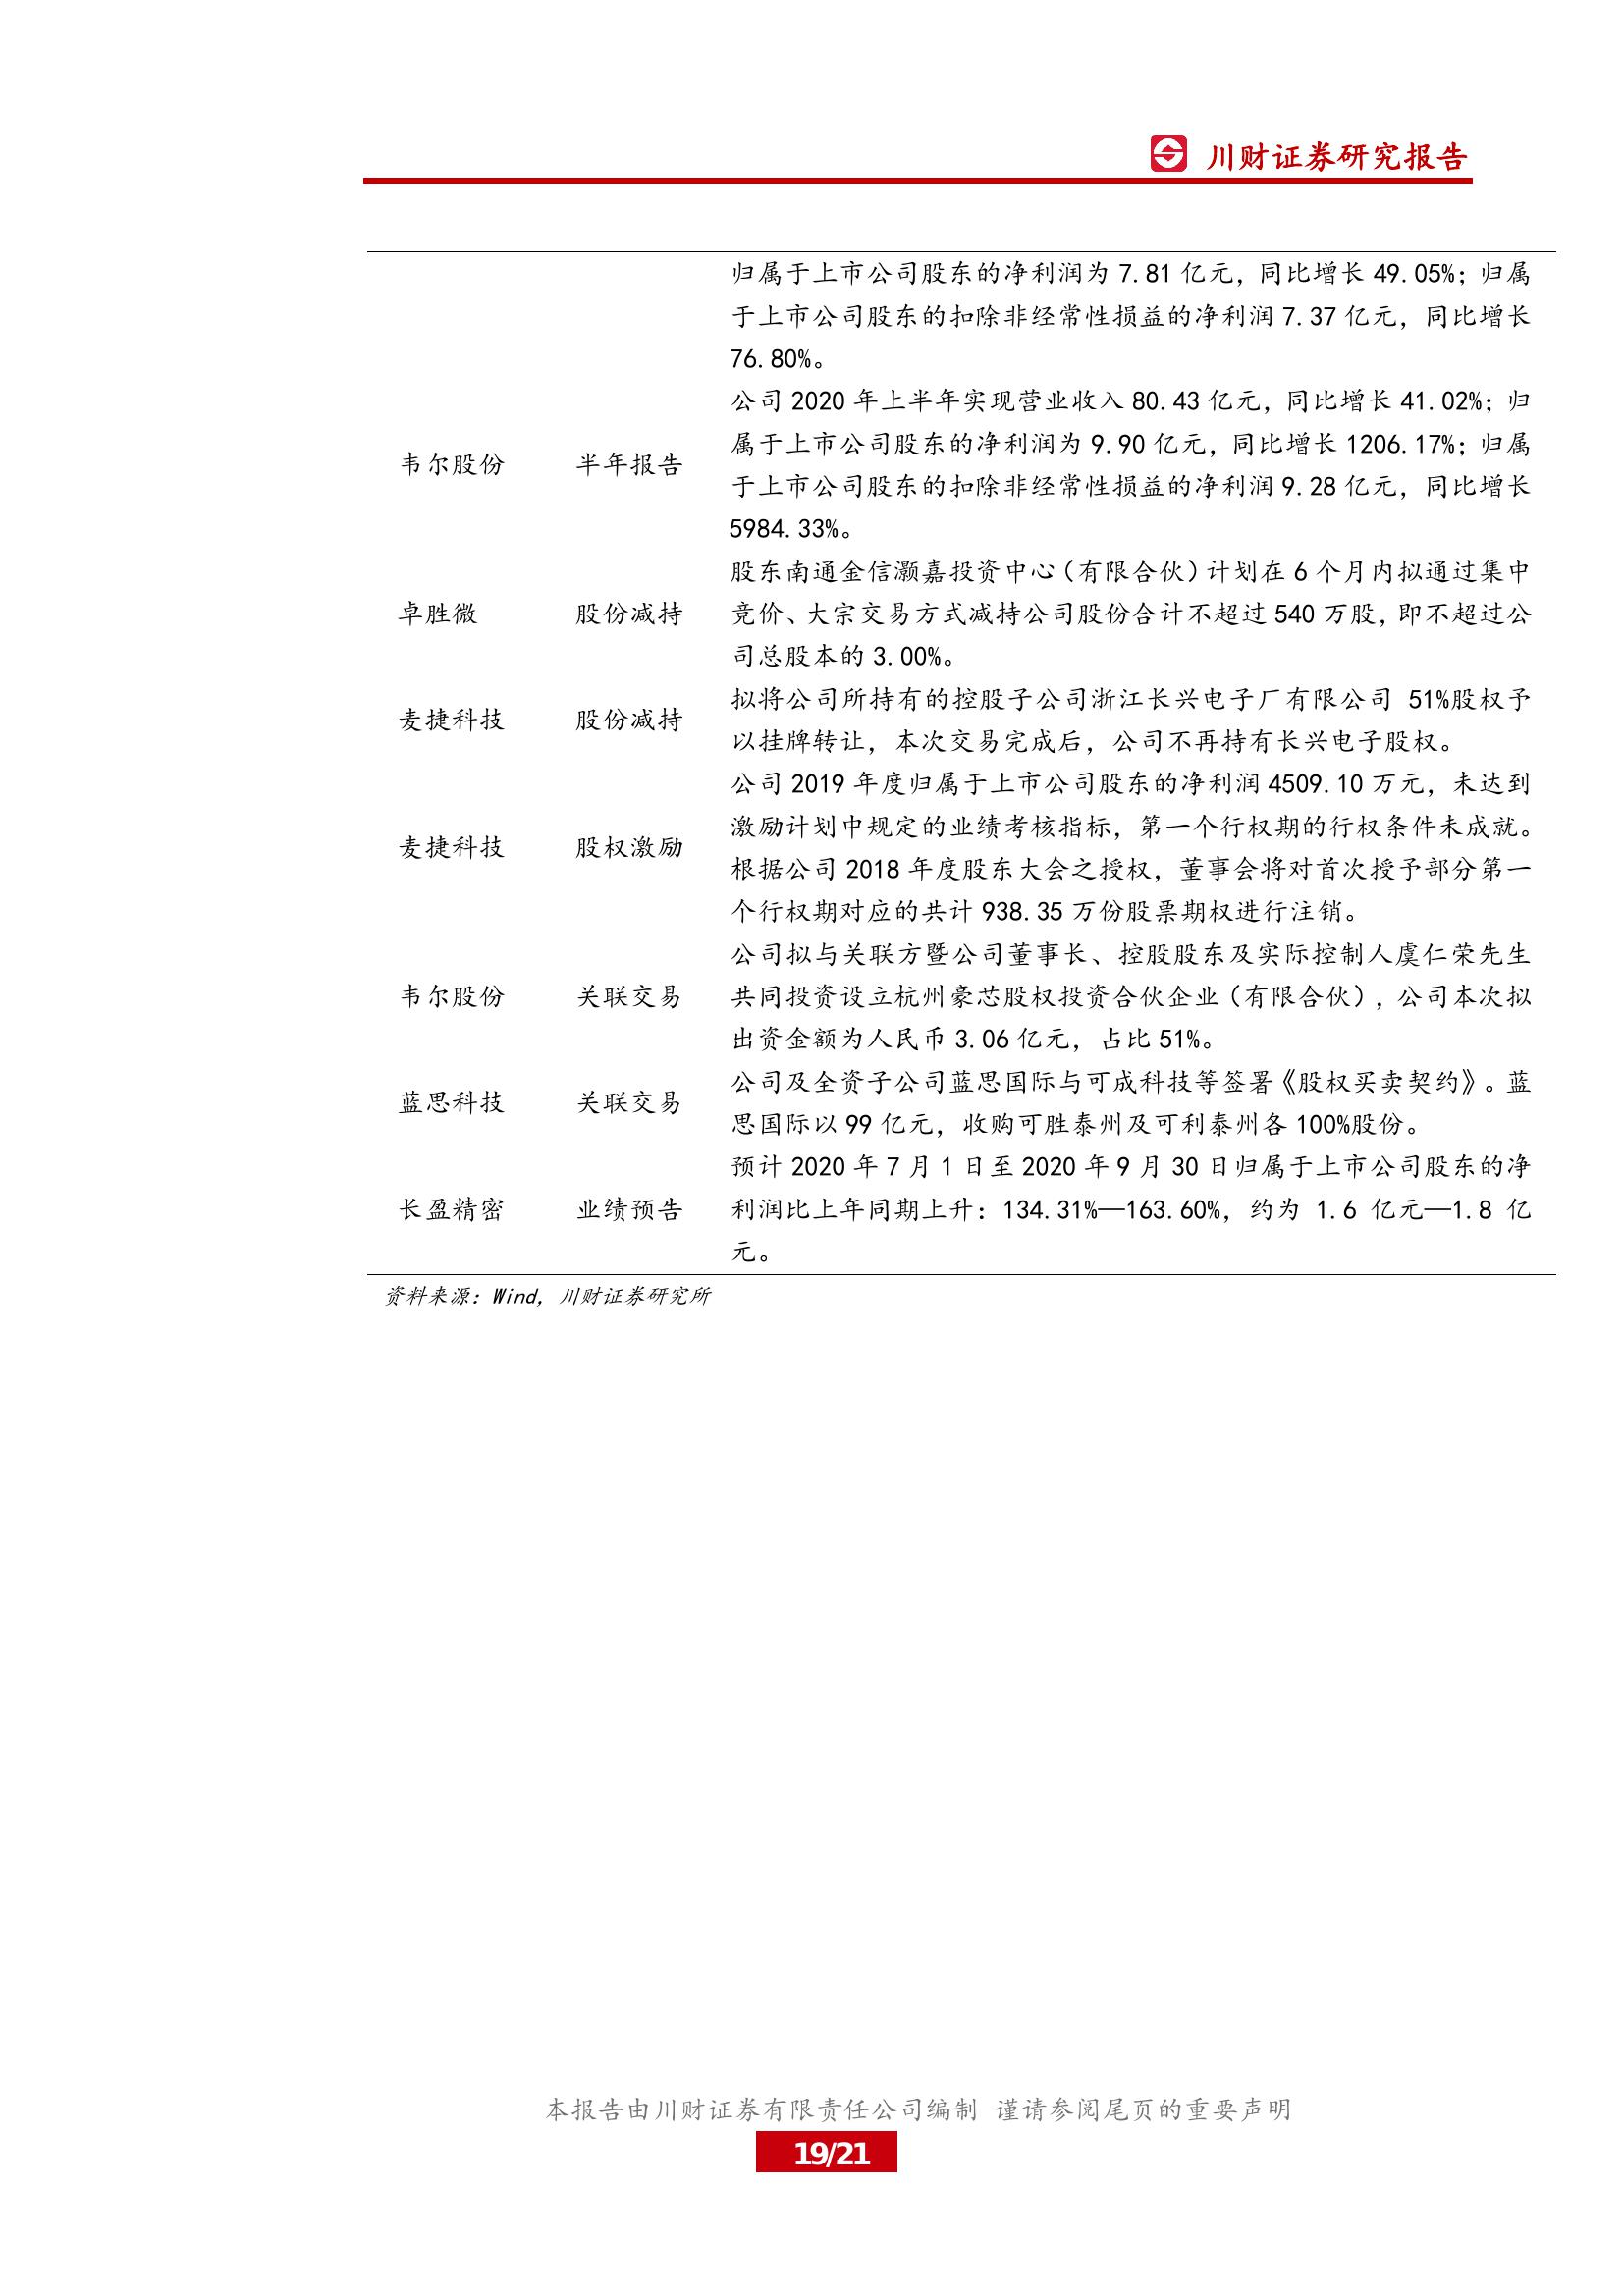 川财证券研究报告
归属于上市公司股东的净利润为 7.81 亿元，同比增长 49.05%；归属
于上市公司股东的扣除非经常性损益的净利润 7.37 亿元，同比增长
76.80%。
韦尔股份 半年报告
公司 2020 年上半年实现营业收入 80.43 亿元，同比增长 41.02%；归
属于上市公司股东的净利润为 9.90 亿元，同比增长 1206.17%；归属
于上市公司股东的扣除非经常性损益的净利润 9.28 亿元，同比增长
5984.33%。
卓胜微 股份减持
股东南通金信灏嘉投资中心（有限合伙）计划在 6 个月内拟通过集中
竞价、大宗交易方式减持公司股份合计不超过 540 万股，即不超过公
司总股本的 3.00%。
麦捷科技 股份减持
拟将公司所持有的控股子公司浙江长兴电子厂有限公司 51%股权予
以挂牌转让，本次交易完成后，公司不再持有长兴电子股权。
麦捷科技 股权激励
公司 2019 年度归属于上市公司股东的净利润 4509.10 万元，未达到
激励计划中规定的业绩考核指标，第一个行权期的行权条件未成就。
根据公司 2018 年度股东大会之授权，董事会将对首次授予部分第一
个行权期对应的共计 938.35 万份股票期权进行注销。
韦尔股份 关联交易
公司拟与关联方暨公司董事长、控股股东及实际控制人虞仁荣先生
共同投资设立杭州豪芯股权投资合伙企业（有限合伙），公司本次拟
出资金额为人民币 3.06 亿元，占比 51%。
蓝思科技 关联交易
公司及全资子公司蓝思国际与可成科技等签署《股权买卖契约》。蓝
思国际以 99 亿元，收购可胜泰州及可利泰州各 100%股份。
长盈精密 业绩预告
预计 2020 年 7 月 1 日至 2020 年 9 月 30 日归属于上市公司股东的净
利润比上年同期上升：134.31%—163.60%，约为 1.6 亿元—1.8 亿
元。
资料来源：Wind，川财证券研究所
本报告由川财证券有限责任公司编制 谨请参阅尾页的重要声明
19/21